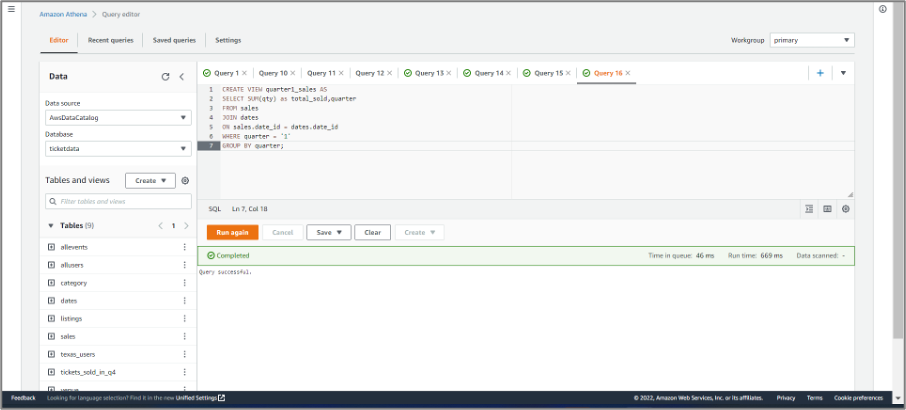 Amazon Athena > Query editor
Editor Recent queries Saved queries Settings
Workgroup primary
Data
Data source
AwsDataCatalog
Database
ticketdata
Tables and views Create
Filter tables and views
Tables (9) < 1 >
allevents
allusers
category
dates
listings
sales
texas_users
tickets_sold_in_q4
venue
Query 1 Query 10 Query 11 Query 12 Query 13 Query 14 Query 15 Query 16
1 CREATE VIEW quarter1_sales AS
2 SELECT SUM(qty) as total_sold,quarter
3 FROM sales
4 JOIN dates
5 ON sales.date_id = dates.date_id
6 WHERE quarter = '1'
7 GROUP BY quarter;
SQL Ln 7, Col 18
Run again Cancel Save Clear Create
Completed Time in queue: 46 ms Run time: 669 ms Data scanned: -
Query successful.
Feedback Looking for language selection? Find it in the new Unified Settings © 2022, Amazon Web Services, Inc. or its affiliates. Privacy Terms Cookie preferences